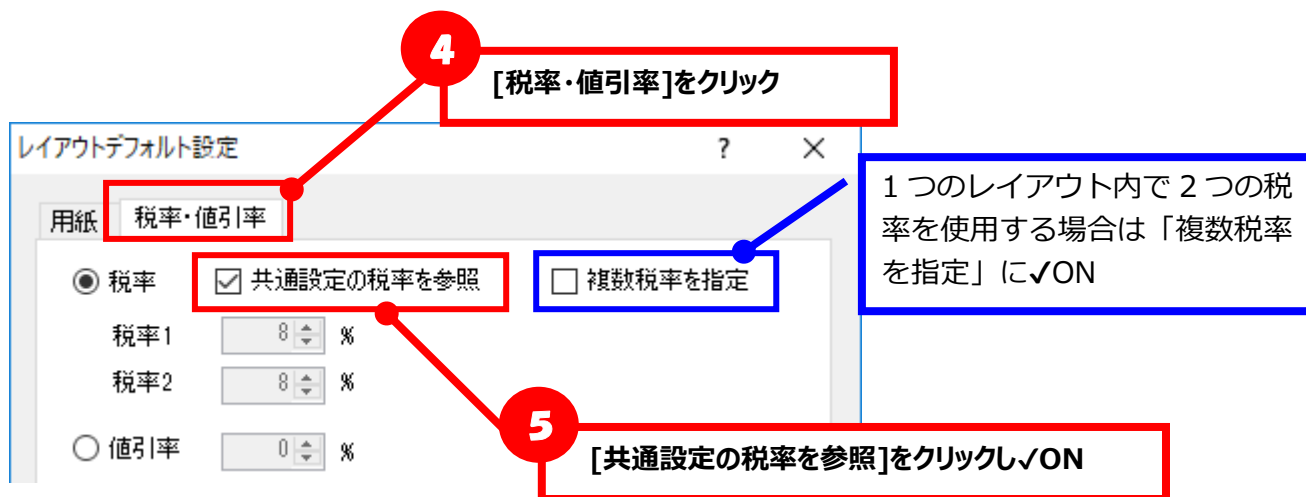 4
[税率・値引率]をクリック
レイアウトデフォルト設定 ? ×
用紙 税率・値引率
1つのレイアウト内で2つの税
率を使用する場合は「複数税率
を指定」に✓ON
税率 共通設定の税率を参照 複数税率を指定
税率1 8 %
税率2 8 %
値引率 0 %
5
[共通設定の税率を参照]をクリックし✓ON